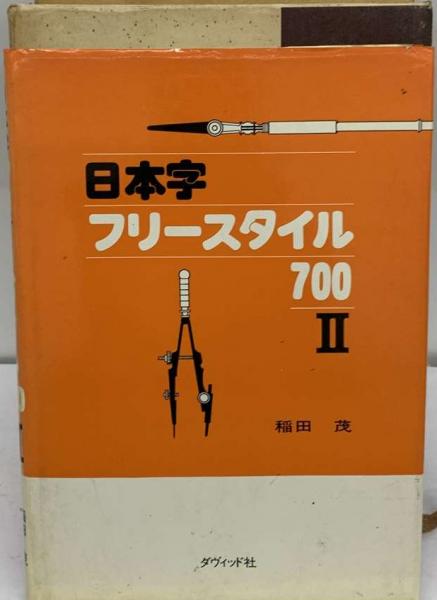 日本字
フリースタイル
700
II
稲田 茂
ダヴィッド社